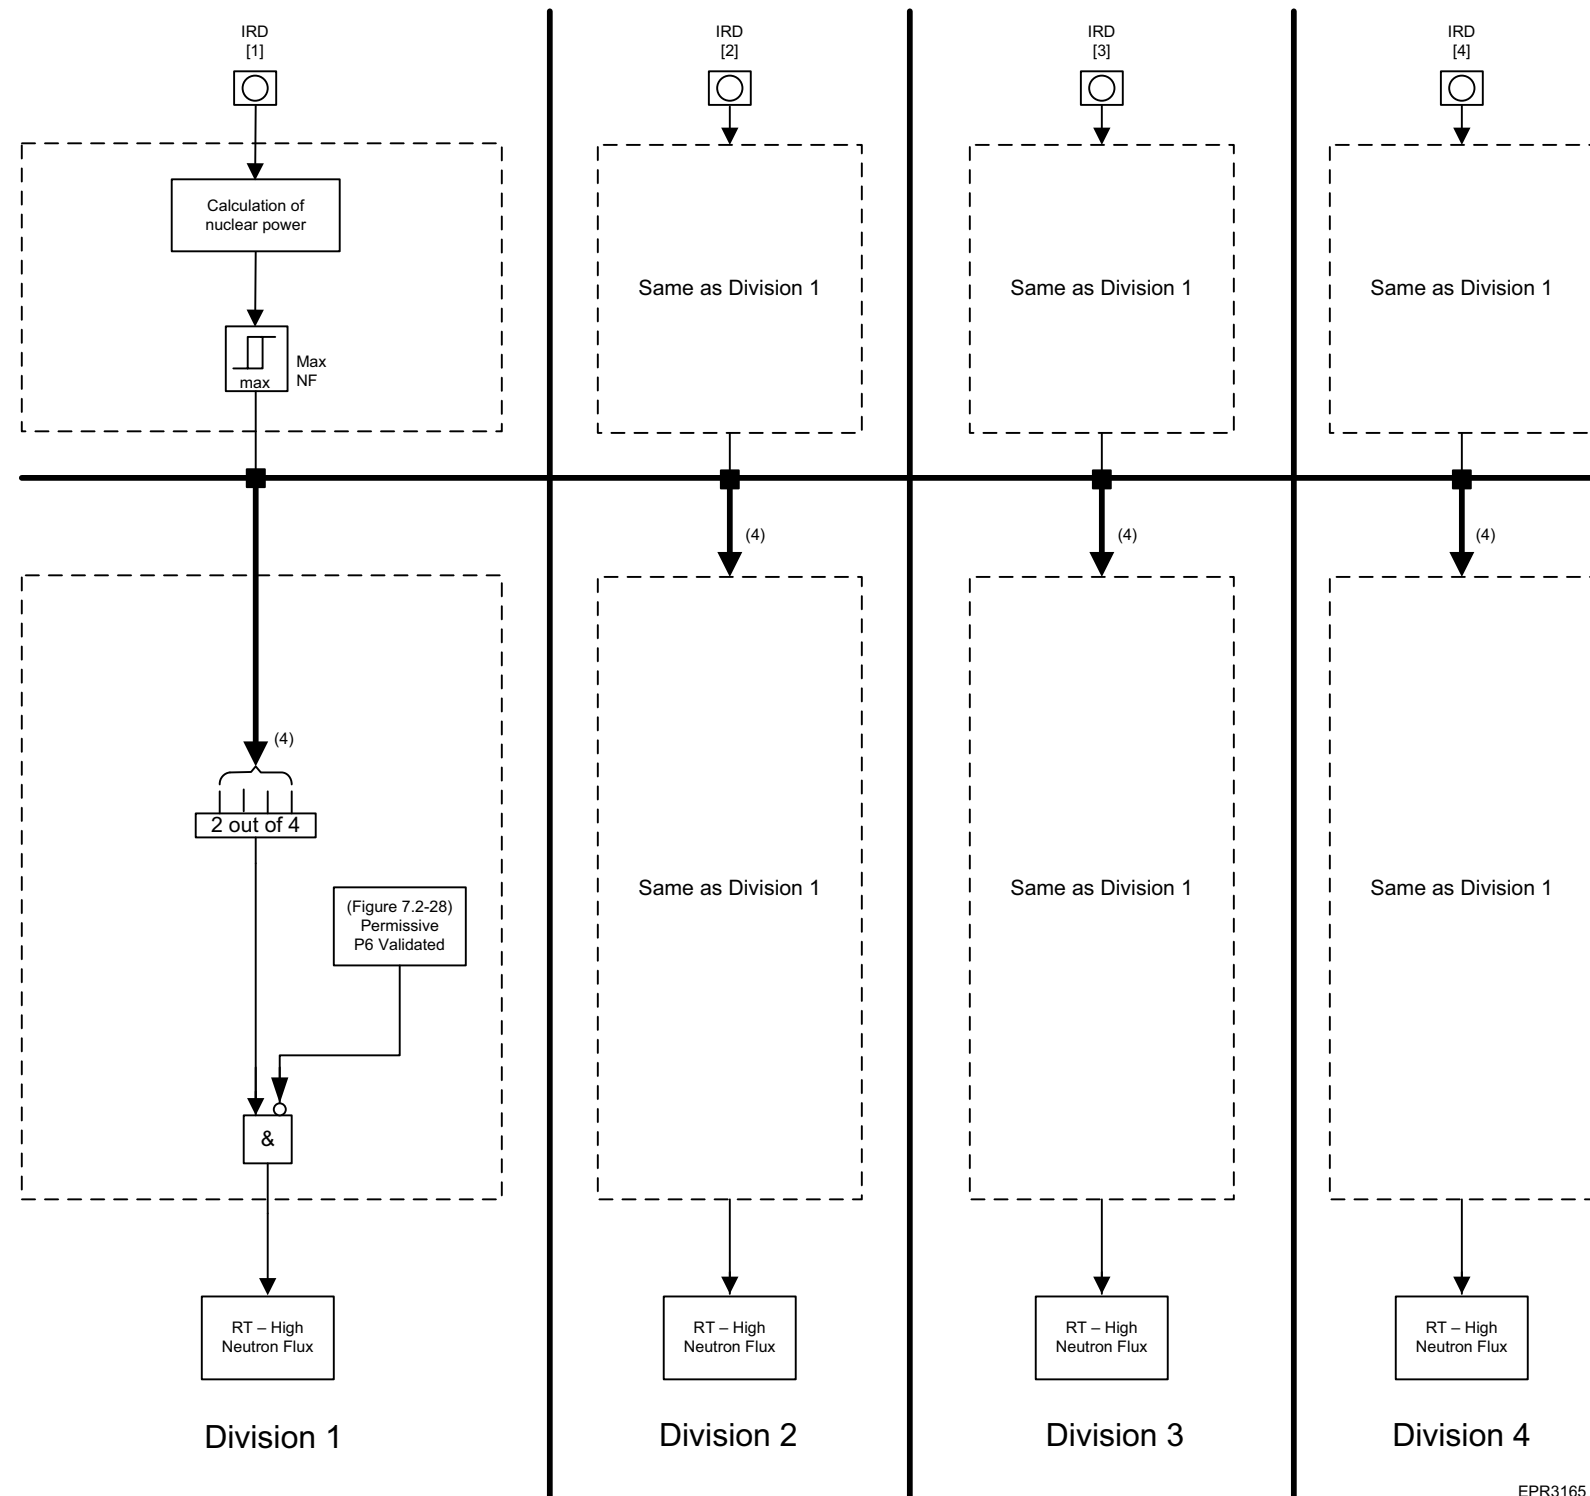 IRD
[1]
IRD
[2]
IRD
[3]
IRD
[4]
Calculation of
nuclear power
max
Max
NF
Same as Division 1
Same as Division 1
Same as Division 1
(4)
(4)
(4)
(4)
2 out of 4
(Figure 7.2-28)
Permissive
P6 Validated
&
Same as Division 1
Same as Division 1
Same as Division 1
RT – High
Neutron Flux
RT – High
Neutron Flux
RT – High
Neutron Flux
RT – High
Neutron Flux
Division 1
Division 2
Division 3
Division 4
EPR3165